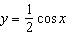 y = 1/2 cos x